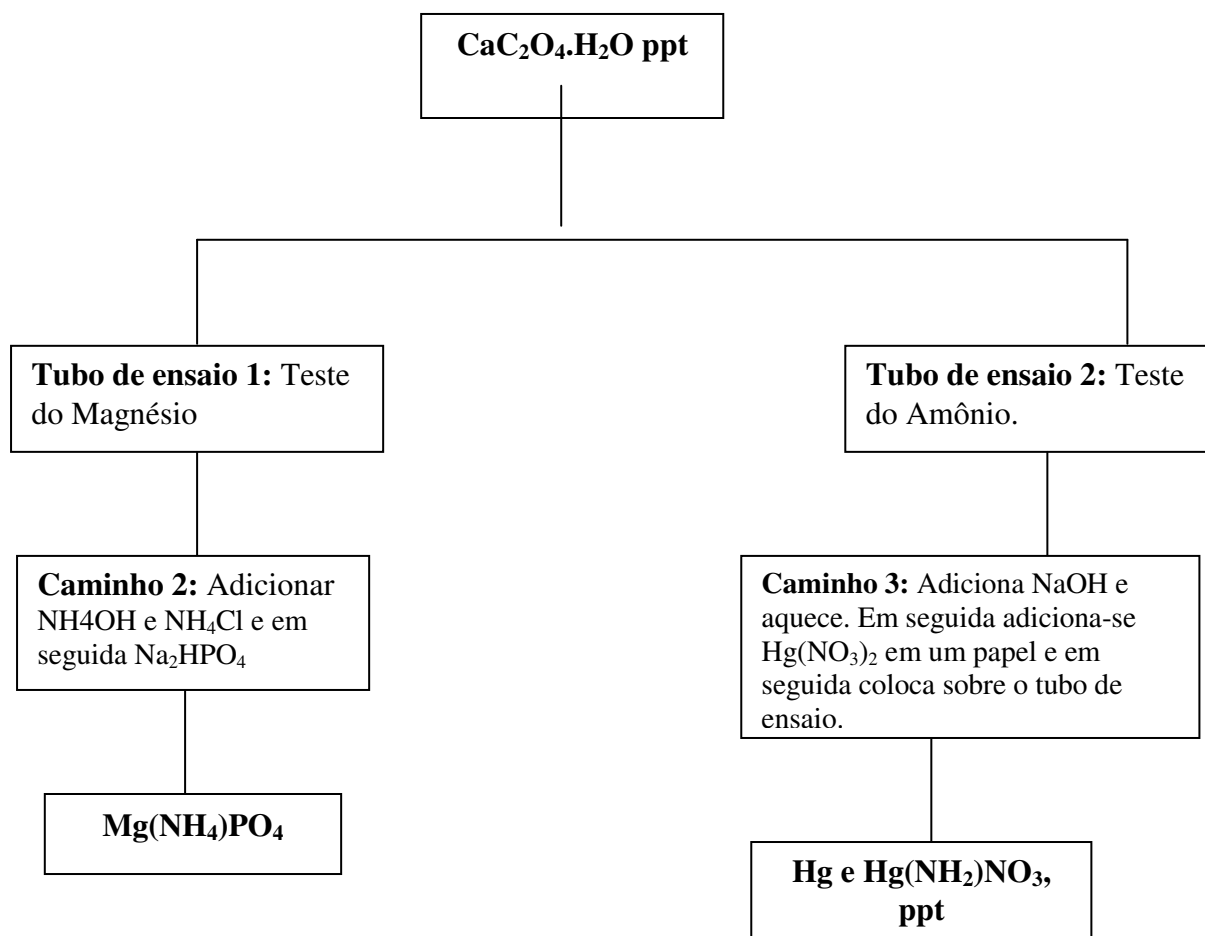 CaC₂O₄.H₂O ppt
Tubo de ensaio 1: Teste
do Magnésio
Tubo de ensaio 2: Teste
do Amônio.
Caminho 2: Adicionar
NH4OH e NH₄Cl e em
seguida Na₂HPO₄
Caminho 3: Adiciona NaOH e
aquece. Em seguida adiciona-se
Hg(NO₃)₂ em um papel e em
seguida coloca sobre o tubo de
ensaio.
Mg(NH₄)PO₄
Hg e Hg(NH₂)NO₃,
ppt